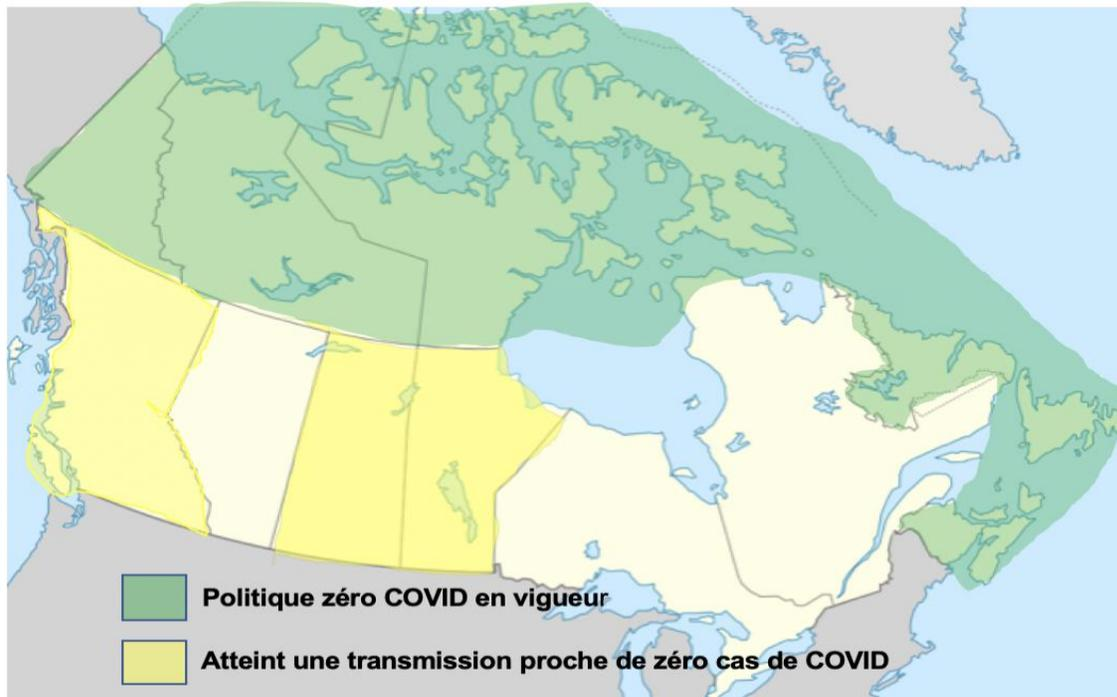 Politique zéro COVID en vigueur
Atteint une transmission proche de zéro cas de COVID